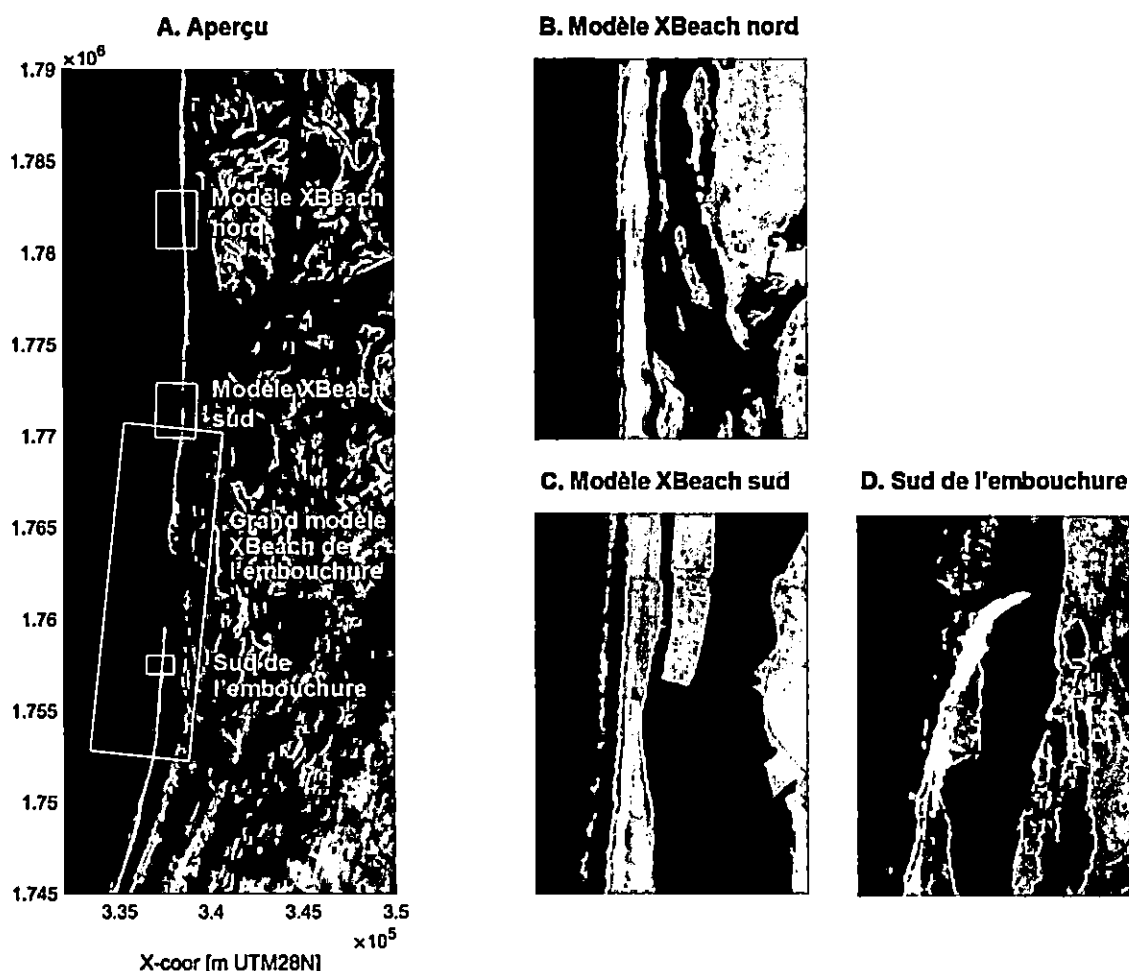 A. Aperçu
B. Modèle XBeach nord
×10⁶
1.79
1.785
1.78
1.775
1.77
1.765
1.76
1.755
1.75
1.745
Modèle XBeach
nord
Modèle XBeach
sud
Grand modèle
XBeach de
l'embouchure
Sud de
l'embouchure
C. Modèle XBeach sud
D. Sud de l'embouchure
3.35
3.4
3.45
3.5
×10⁵
X-coor [m UTM28N]